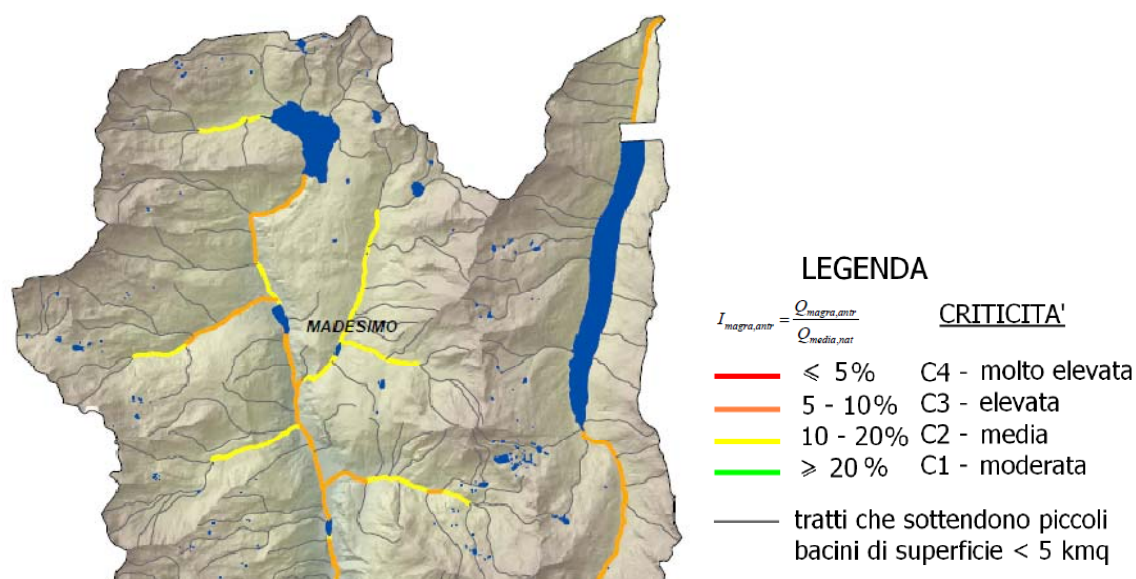 MADESIMO
LEGENDA
I magra,antr = Q magra,antr / Q media,nat
CRITICITA'
⩽ 5% C4 - molto elevata
5 - 10% C3 - elevata
10 - 20% C2 - media
⩾ 20 % C1 - moderata
tratti che sottendono piccoli
bacini di superficie < 5 kmq